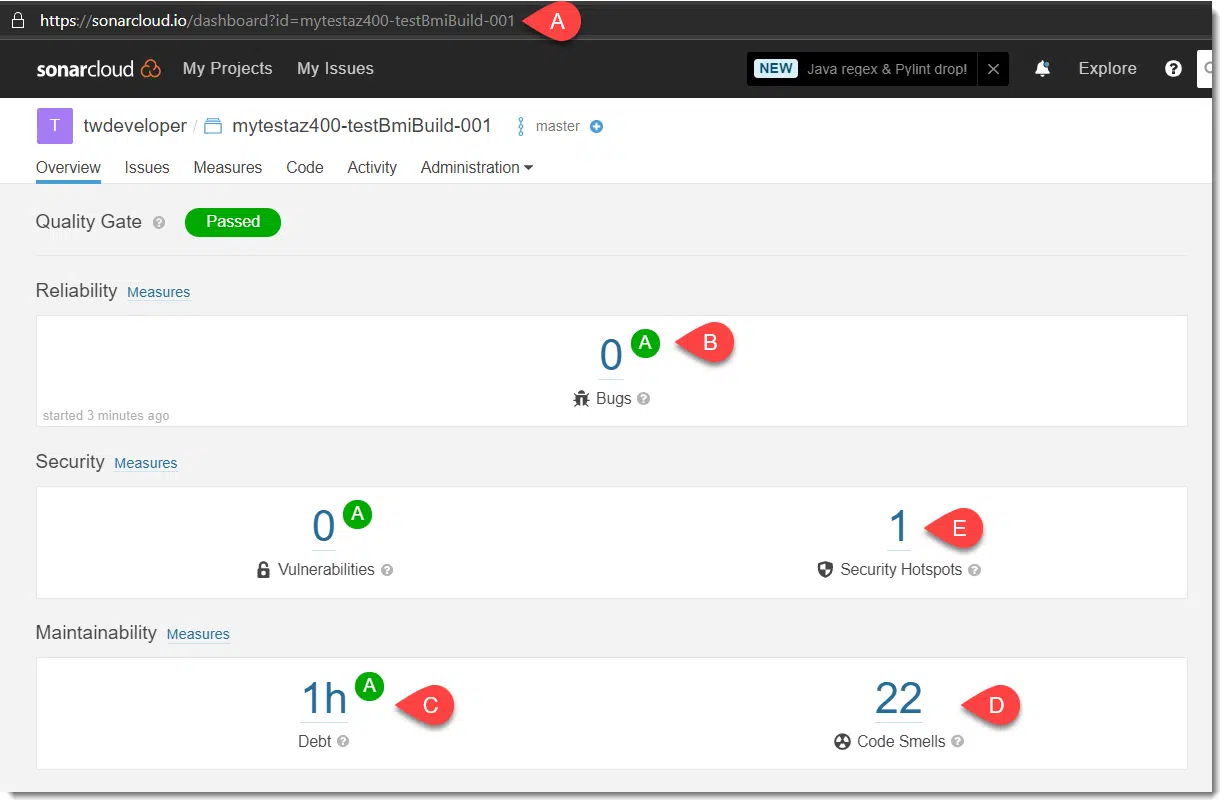 https://sonarcloud.io/dashboard?id=mytestaz400-testBmiBuild-001 A
sonarcloud My Projects My Issues NEW Java regex & Pylint drop! Explore ?
T twdeveloper / mytestaz400-testBmiBuild-001 master
Overview Issues Measures Code Activity Administration
Quality Gate ? Passed
Reliability Measures
0 A B
Bugs ?
started 3 minutes ago
Security Measures
0 A 1 E
Vulnerabilities ? Security Hotspots ?
Maintainability Measures
1h A C 22 D
Debt ? Code Smells ?